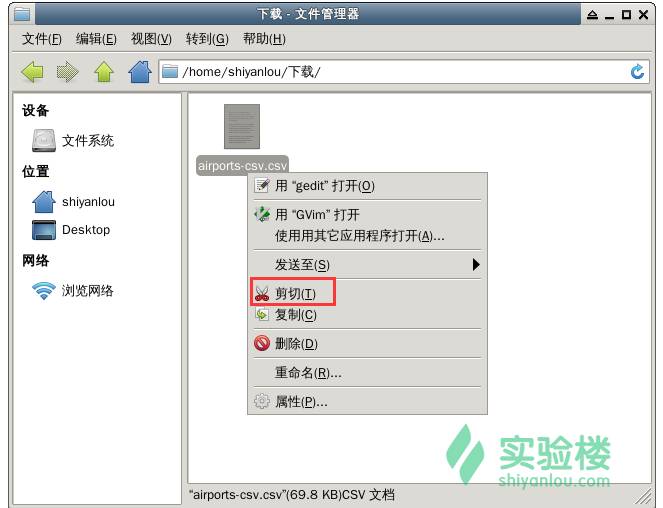 下载 - 文件管理器
文件(F) 编辑(E) 视图(V) 转到(G) 帮助(H)
/home/shiyanlou/下载/
设备
文件系统
位置
shiyanlou
Desktop
网络
浏览网络
airports-csv.csv
用 “gedit” 打开(O)
用 “GVim” 打开
使用用其它应用程序打开(A)...
发送至(S)
剪切(T)
复制(C)
删除(D)
重命名(R)...
属性(P)...
实验楼
shiyanlou.com
“airports-csv.csv”(69.8 KB)CSV 文档